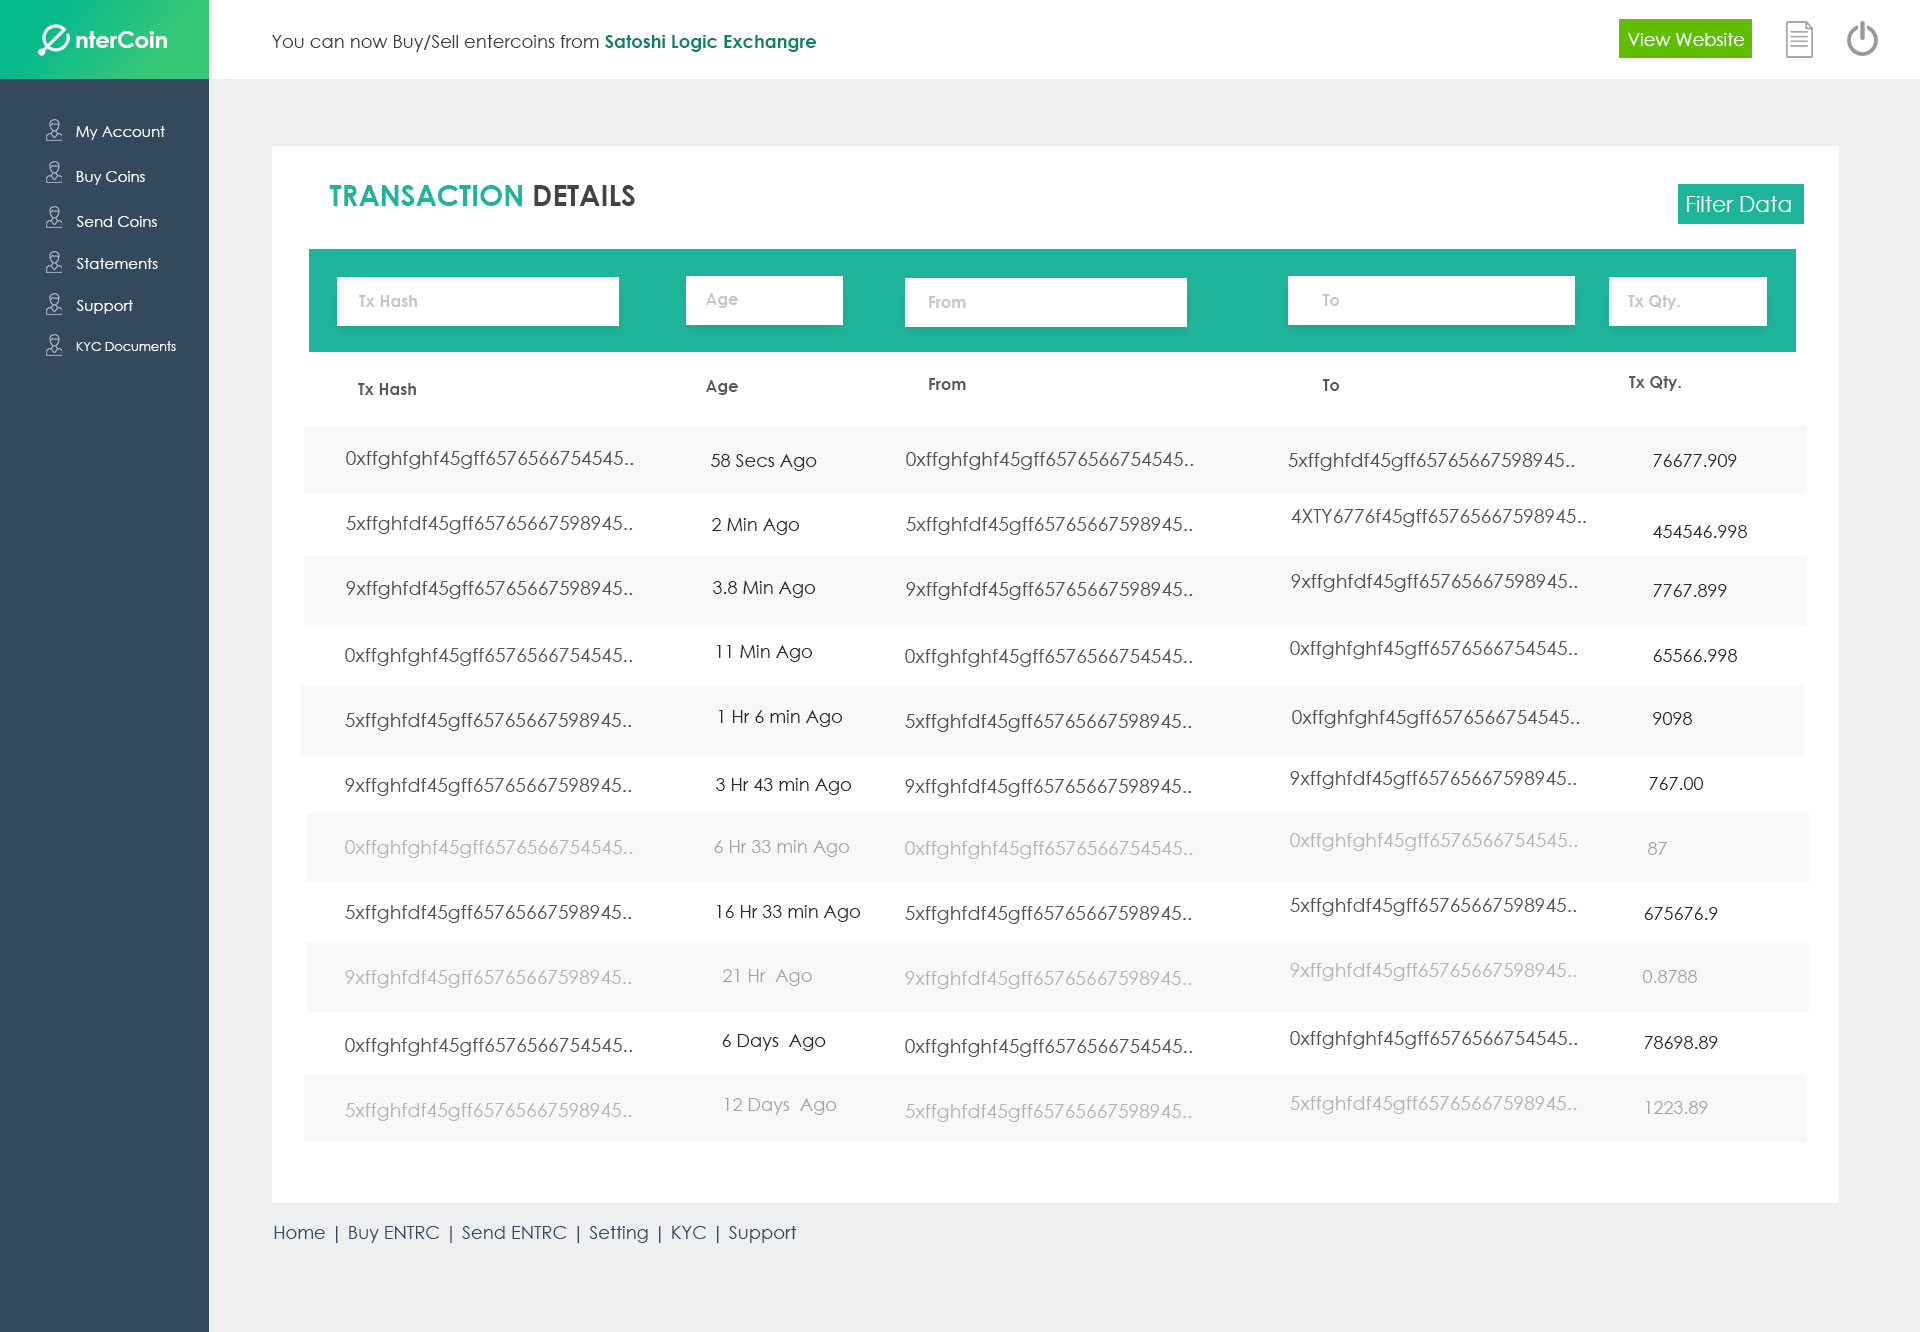 nterCoin
You can now Buy/Sell entercoins from Satoshi Logic Exchangre
View Website
My Account
Buy Coins
Send Coins
Statements
Support
KYC Documents
TRANSACTION DETAILS
Filter Data
Tx Hash Age From To Tx Qty.
Tx Hash Age From To Tx Qty.
0xffghfghf45gff6576566754545.. 58 Secs Ago 0xffghfghf45gff6576566754545.. 5xffghfdf45gff65765667598945.. 76677.909
5xffghfdf45gff65765667598945.. 2 Min Ago 5xffghfdf45gff65765667598945.. 4XTY6776f45gff65765667598945.. 454546.998
9xffghfdf45gff65765667598945.. 3.8 Min Ago 9xffghfdf45gff65765667598945.. 9xffghfdf45gff65765667598945.. 7767.899
0xffghfghf45gff6576566754545.. 11 Min Ago 0xffghfghf45gff6576566754545.. 0xffghfghf45gff6576566754545.. 65566.998
5xffghfdf45gff65765667598945.. 1 Hr 6 min Ago 5xffghfdf45gff65765667598945.. 0xffghfghf45gff6576566754545.. 9098
9xffghfdf45gff65765667598945.. 3 Hr 43 min Ago 9xffghfdf45gff65765667598945.. 9xffghfdf45gff65765667598945.. 767.00
0xffghfghf45gff6576566754545.. 6 Hr 33 min Ago 0xffghfghf45gff6576566754545.. 0xffghfghf45gff6576566754545.. 87
5xffghfdf45gff65765667598945.. 16 Hr 33 min Ago 5xffghfdf45gff65765667598945.. 5xffghfdf45gff65765667598945.. 675676.9
9xffghfdf45gff65765667598945.. 21 Hr Ago 9xffghfdf45gff65765667598945.. 9xffghfdf45gff65765667598945.. 0.8788
0xffghfghf45gff6576566754545.. 6 Days Ago 0xffghfghf45gff6576566754545.. 0xffghfghf45gff6576566754545.. 78698.89
5xffghfdf45gff65765667598945.. 12 Days Ago 5xffghfdf45gff65765667598945.. 5xffghfdf45gff65765667598945.. 1223.89
Home | Buy ENTRC | Send ENTRC | Setting | KYC | Support